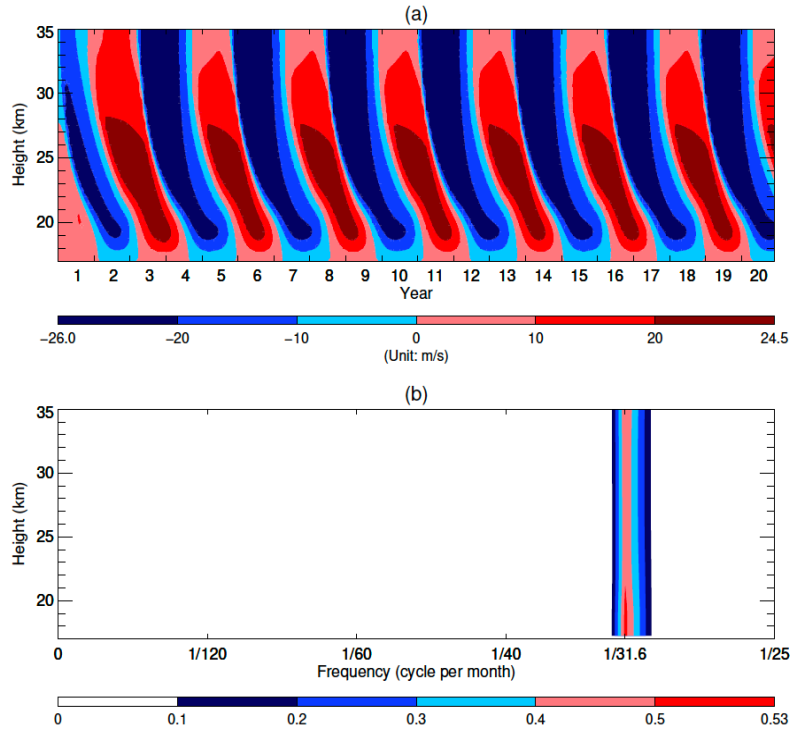 (a)
35
30
25
20
Height (km)
1 2 3 4 5 6 7 8 9 10 11 12 13 14 15 16 17 18 19 20
Year
−26.0 −20 −10 0 10 20 24.5
(Unit: m/s)
(b)
35
30
25
20
Height (km)
0 1/120 1/60 1/40 1/31.6 1/25
Frequency (cycle per month)
0 0.1 0.2 0.3 0.4 0.5 0.53